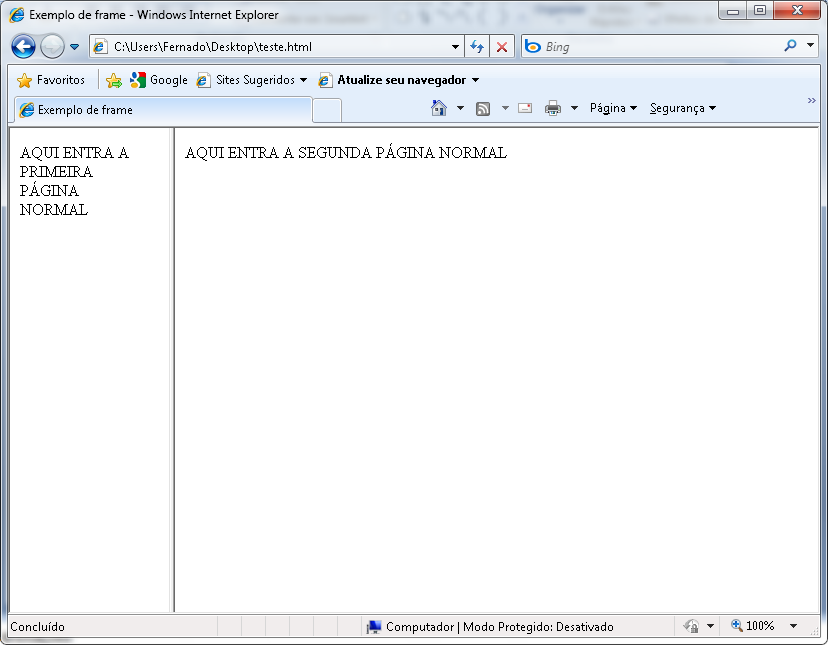 Exemplo de frame - Windows Internet Explorer
C:\Users\Fernado\Desktop\teste.html
Bing
Favoritos Google Sites Sugeridos Atualize seu navegador
Exemplo de frame Página Segurança »
AQUI ENTRA A
PRIMEIRA
PÁGINA
NORMAL
AQUI ENTRA A SEGUNDA PÁGINA NORMAL
Concluído Computador | Modo Protegido: Desativado 100%